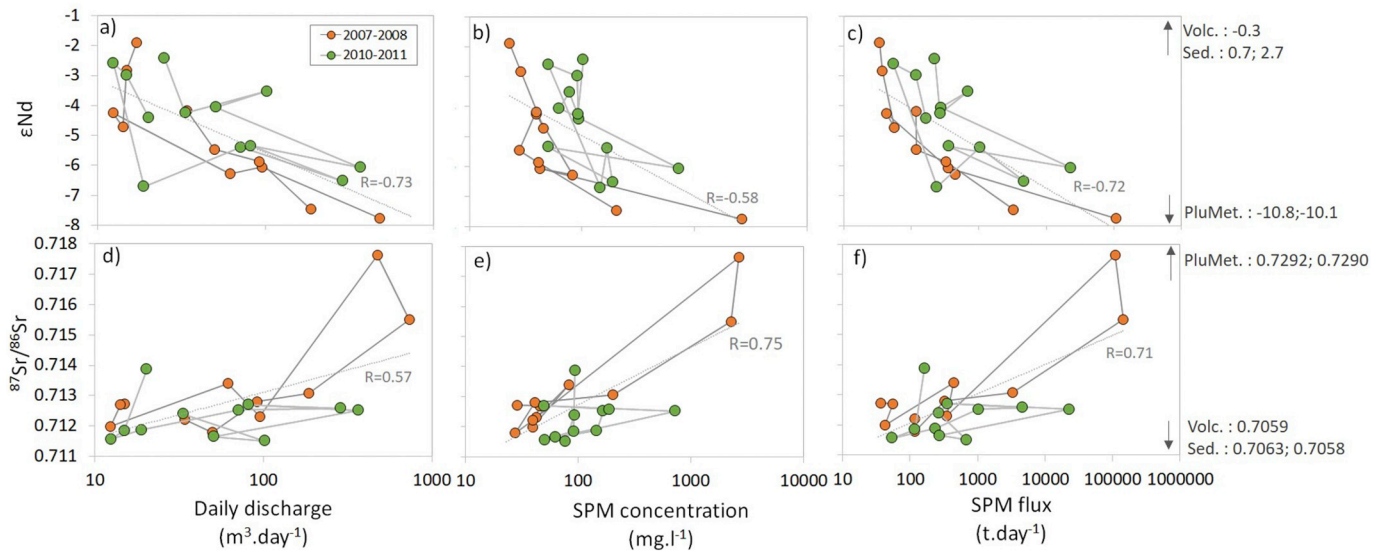 a)
2007-2008
2010-2011
R=-0.73
b)
R=-0.58
c)
R=-0.72
εNd
-1
-2
-3
-4
-5
-6
-7
-8
Volc. : -0.3
Sed. : 0.7; 2.7
PluMet. : -10.8;-10.1
d)
R=0.57
e)
R=0.75
f)
R=0.71
87Sr/86Sr
0.718
0.717
0.716
0.715
0.714
0.713
0.712
0.711
PluMet. : 0.7292; 0.7290
Volc. : 0.7059
Sed. : 0.7063; 0.7058
10 100 1000
10 100 1000 10000
10 100 1000 10000 100000 1000000
Daily discharge
(m³.day⁻¹)
SPM concentration
(mg.l⁻¹)
SPM flux
(t.day⁻¹)